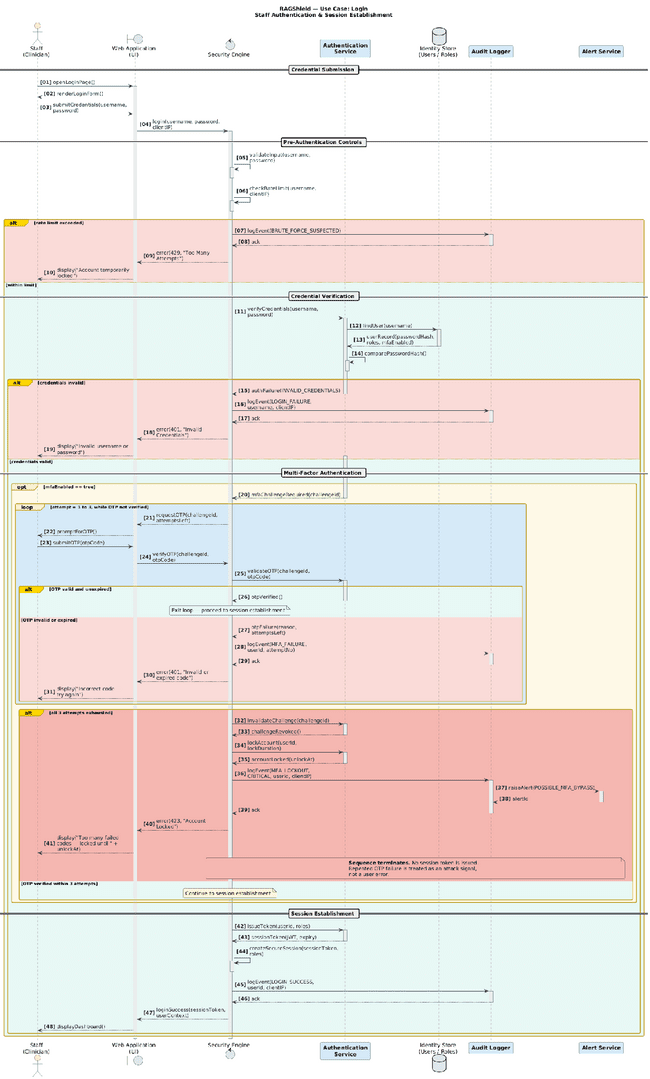 RAGShield — Use Case: Login
Staff Authentication & Session Establishment
Staff
(Clinician)
Web Application
(UI)
Security Engine
Authentication
Service
Identity Store
(Users / Roles)
Audit Logger
Alert Service
Credential Submission
[01] openLoginPage()
[02] renderLoginForm()
[03] submitCredentials(username,
password)
[04] login(username, password,
clientIP)
Pre-Authentication Controls
[05] validateInput(username,
password)
[06] checkRateLimit(username,
clientIP)
alt [rate limit exceeded]
[07] logEvent(BRUTE_FORCE_SUSPECTED)
[08] ack
[09] error(429, "Too Many
Attempts")
[10] display("Account temporarily
locked")
[within limit]
Credential Verification
[11] verifyCredentials(username,
password)
[12] findUser(username)
[13] userRecord(passwordHash,
roles, mfaEnabled)
[14] comparePasswordHash()
alt [credentials invalid]
[15] authFailure(INVALID_CREDENTIALS)
[16] logEvent(LOGIN_FAILURE,
username, clientIP)
[17] ack
[18] error(401, "Invalid
Credentials")
[19] display("Invalid username or
password")
[credentials valid]
Multi-Factor Authentication
opt [mfaEnabled == true]
[20] mfaChallengeRequired(challengeId)
loop [attempt = 1 to 3, while OTP not verified]
[21] requestOTP(challengeId,
attemptsLeft)
[22] promptForOTP()
[23] submitOTP(otpCode)
[24] verifyOTP(challengeId,
otpCode)
[25] validateOTP(challengeId,
otpCode)
alt [OTP valid and unexpired]
[26] otpVerified()
Exit loop — proceed to session establishment
[OTP invalid or expired]
[27] otpFailure(reason,
attemptsLeft)
[28] logEvent(MFA_FAILURE,
userId, attemptNo)
[29] ack
[30] error(401, "Invalid or
expired code")
[31] display("Incorrect code
try again")
alt [all 3 attempts exhausted]
[32] invalidateChallenge(challengeId)
[33] challengeRevoked()
[34] lockAccount(userId,
lockDuration)
[35] accountLocked(unlockAt)
[36] logEvent(MFA_LOCKOUT,
CRITICAL, userId, clientIP)
[37] raiseAlert(POSSIBLE_MFA_BYPASS)
[38] alertId
[39] ack
[40] error(423, "Account
Locked")
[41] display("Too many failed
codes — locked until " +
unlockAt)
Sequence terminates. No session token is issued.
Repeated OTP failure is treated as an attack signal,
not a user error.
[OTP verified within 3 attempts]
Continue to session establishment
Session Establishment
[42] issueToken(userId, roles)
[43] sessionToken(JWT, expiry)
[44] createSecureSession(sessionToken,
roles)
[45] logEvent(LOGIN_SUCCESS,
userId, clientIP)
[46] ack
[47] loginSuccess(sessionToken,
userContext)
[48] displayDashboard()
Staff
(Clinician)
Web Application
(UI)
Security Engine
Authentication
Service
Identity Store
(Users / Roles)
Audit Logger
Alert Service